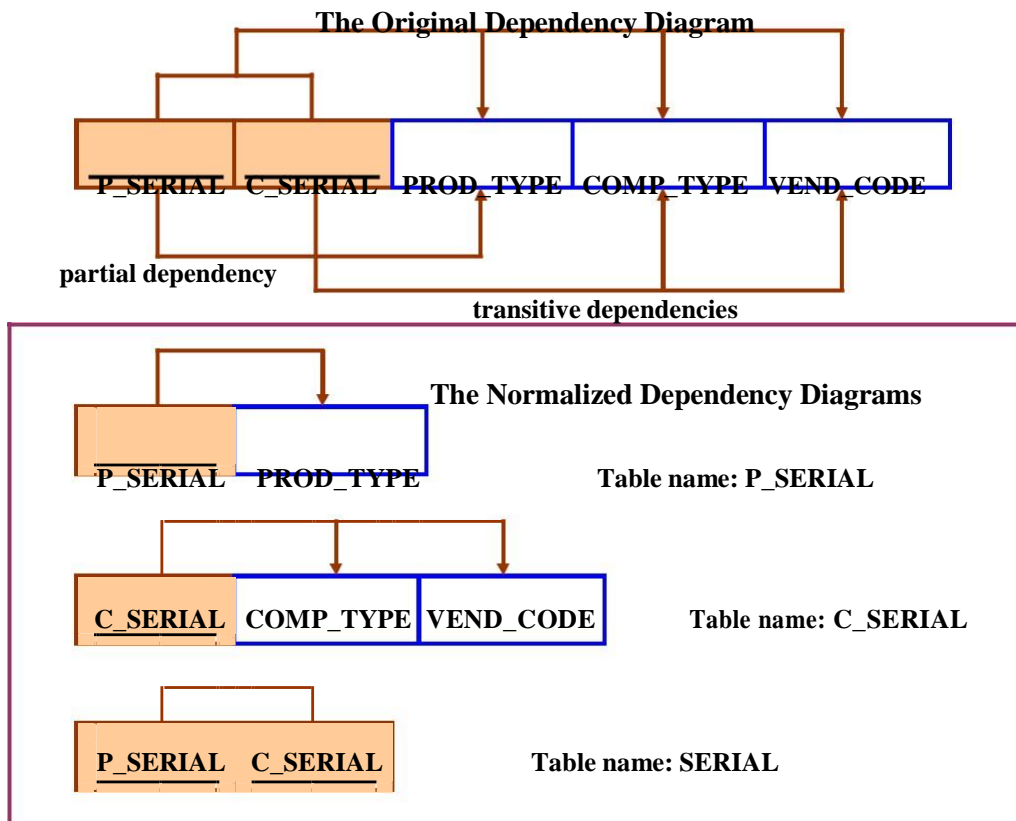 The Original Dependency Diagram
P_SERIAL C_SERIAL PROD_TYPE COMP_TYPE VEND_CODE
partial dependency
transitive dependencies
The Normalized Dependency Diagrams
P_SERIAL PROD_TYPE Table name: P_SERIAL
C_SERIAL COMP_TYPE VEND_CODE Table name: C_SERIAL
P_SERIAL C_SERIAL Table name: SERIAL